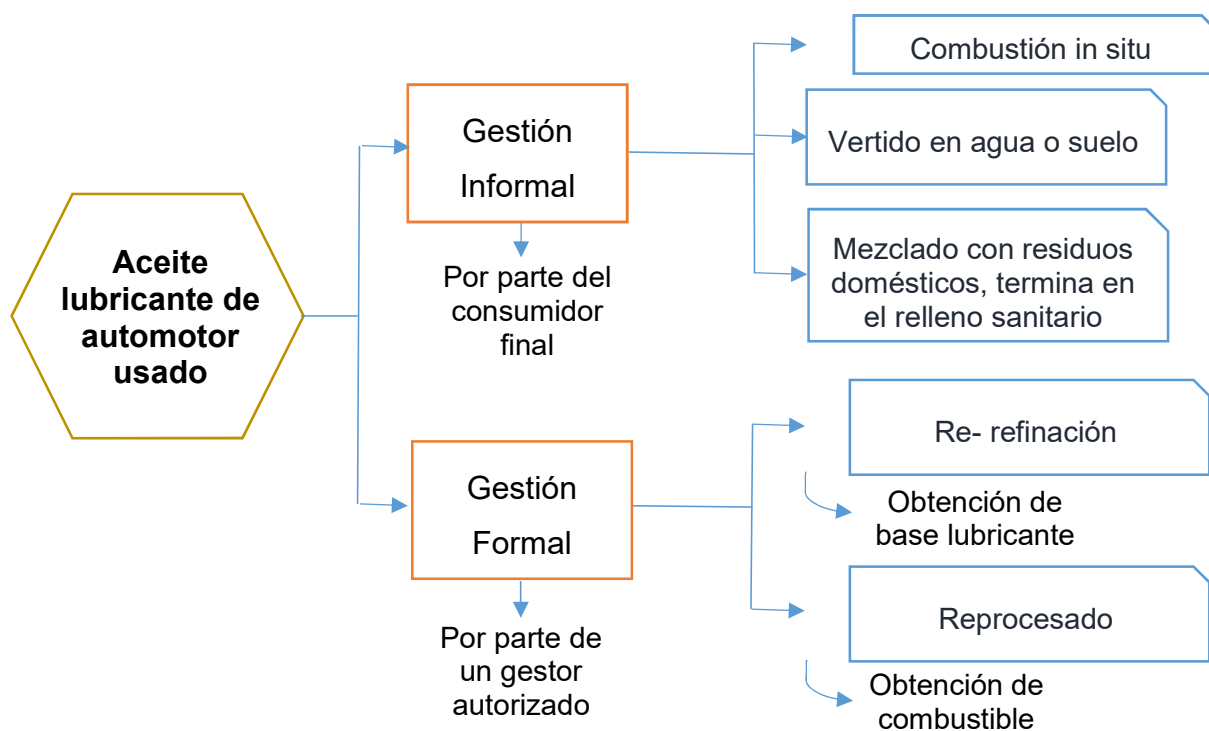 Aceite
lubricante de
automotor
usado
Gestión
Informal
Por parte del
consumidor
final
Combustión in situ
Vertido en agua o suelo
Mezclado con residuos
domésticos, termina en
el relleno sanitario
Gestión
Formal
Por parte de
un gestor
autorizado
Re- refinación
Obtención de
base lubricante
Reprocesado
Obtención de
combustible